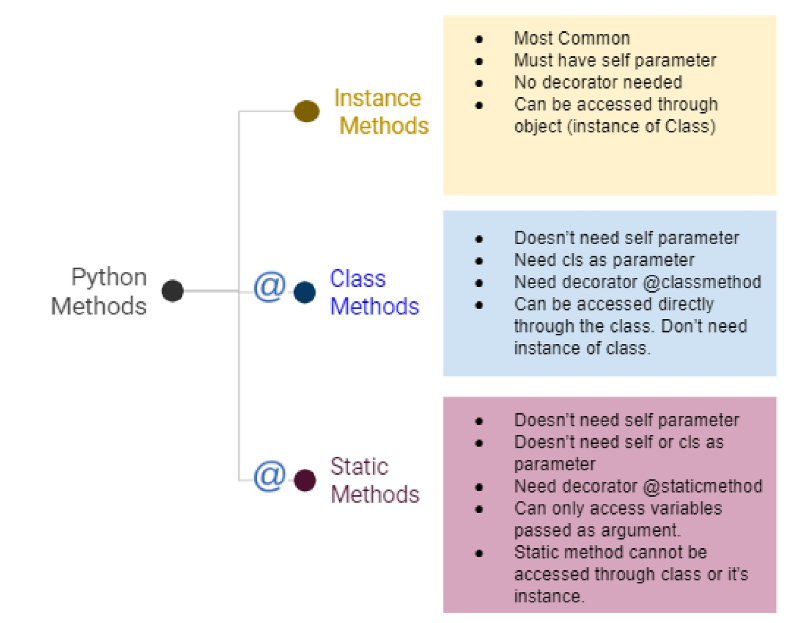 Python
Methods
Instance
Methods
● Most Common
● Must have self parameter
● No decorator needed
● Can be accessed through
object (instance of Class)
@
Class
Methods
● Doesn't need self parameter
● Need cls as parameter
● Need decorator @classmethod
● Can be accessed directly
through the class. Don't need
instance of class.
@
Static
Methods
● Doesn't need self parameter
● Doesn't need self or cls as
parameter
● Need decorator @staticmethod
● Can only access variables
passed as argument.
● Static method cannot be
accessed through class or it's
instance.